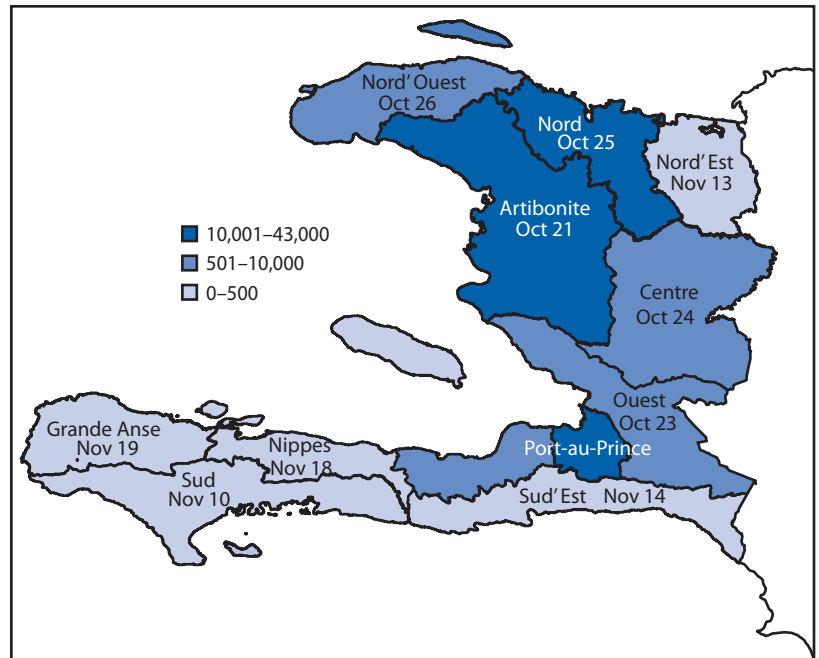 Nord'Ouest
Oct 26
Nord
Oct 25
Nord'Est
Nov 13
Artibonite
Oct 21
10,001–43,000
501–10,000
0–500
Centre
Oct 24
Ouest
Oct 23
Grande Anse
Nov 19
Nippes
Nov 18
Port-au-Prince
Sud
Nov 10
Sud'Est Nov 14